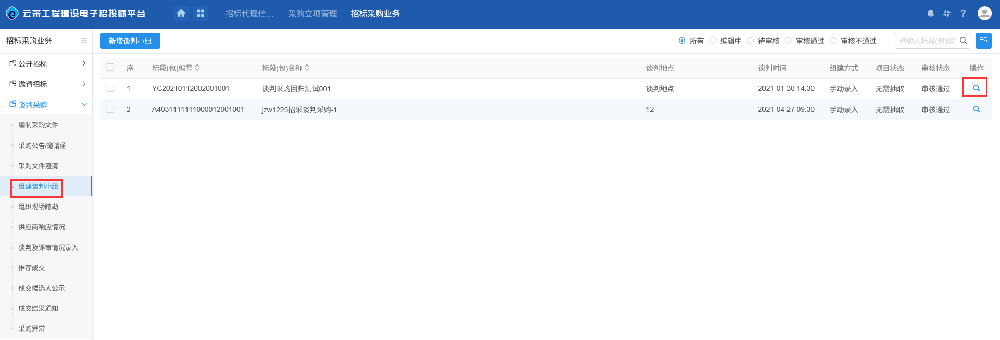 云采工程建设电子招投标平台
招标代理信... 采购立项管理 招标采购业务
招标采购业务
新增谈判小组
所有 编辑中 待审核 审核通过 审核不通过
请输入标段(包)编
公开招标
邀请招标
谈判采购
编制采购文件
采购公告/邀请函
采购文件澄清
组建谈判小组
组织现场踏勘
供应商响应情况
谈判及评审情况录入
推荐成交
成交候选人公示
成交结果通知
采购异常
序 标段(包)编号 标段(包)名称 谈判地点 谈判时间 组建方式 项目状态 审核状态 操作
1 YC20210112002001001 谈判采购回归测试001 谈判地点 2021-01-30 14:30 手动录入 无需抽取 审核通过
2 A4031111111000012001001 jzw1225招采谈判采购-1 12 2021-04-27 09:30 手动录入 无需抽取 审核通过